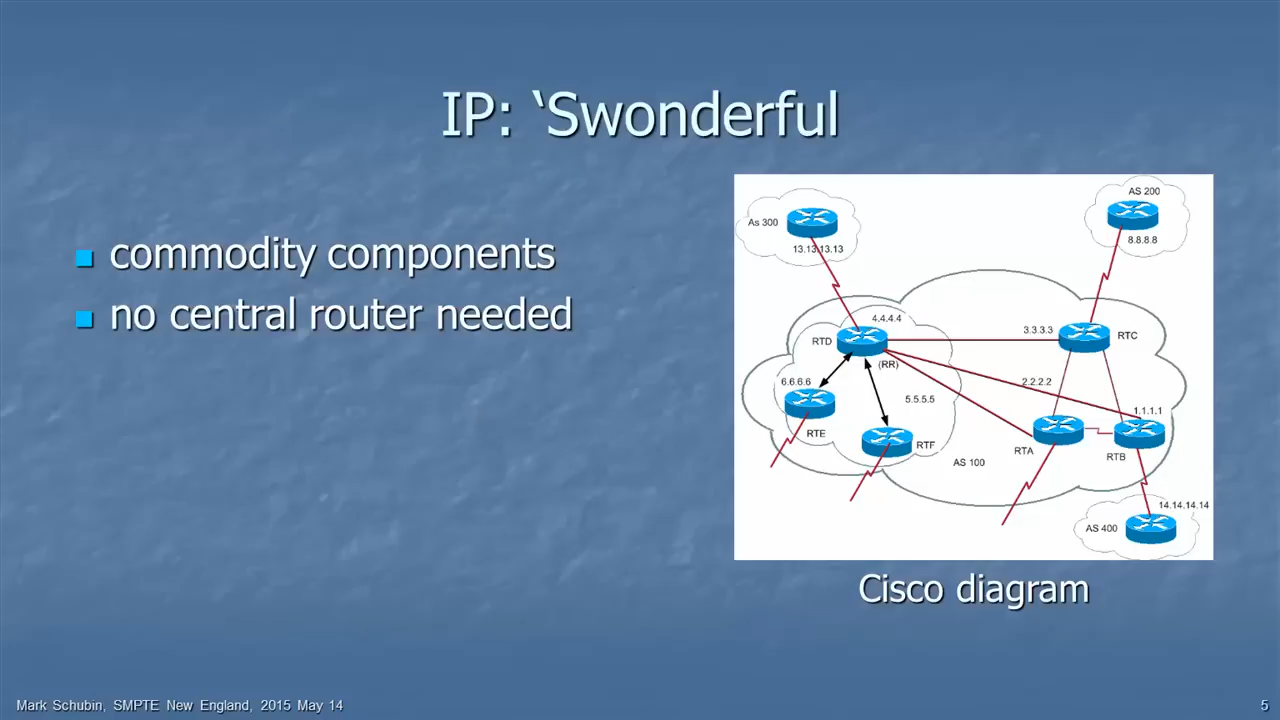 IP: ‘Swonderful
commodity components
no central router needed
As 300
13.13.13.13
AS 200
8.8.8.8
4.4.4.4
RTD
(RR)
3.3.3.3
RTC
6.6.6.6
2.2.2.2
5.5.5.5
1.1.1.1
RTE
RTF
AS 100
RTA
RTB
14.14.14.14
AS 400
Cisco diagram
Mark Schubin, SMPTE New England, 2015 May 14
5